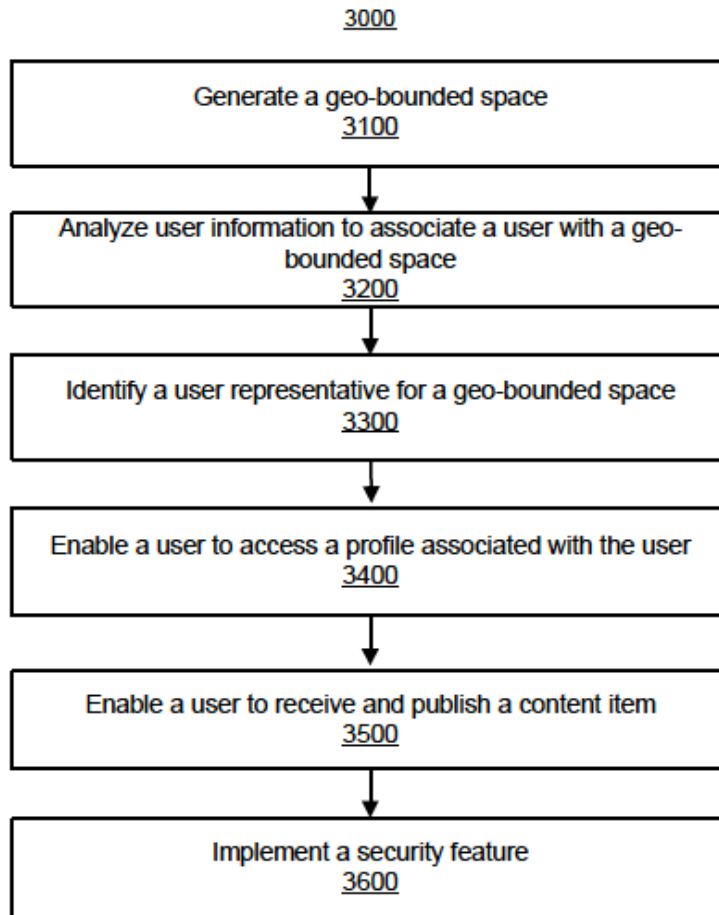 3000
Generate a geo-bounded space
3100
Analyze user information to associate a user with a geo-
bounded space
3200
Identify a user representative for a geo-bounded space
3300
Enable a user to access a profile associated with the user
3400
Enable a user to receive and publish a content item
3500
Implement a security feature
3600